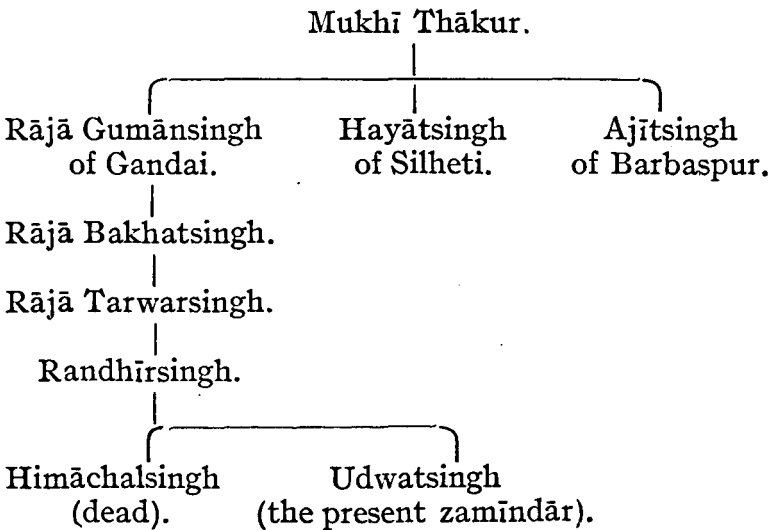 Mukhī Thākur.
Rājā Gumānsingh Hayātsingh Ajītsingh
of Gandai. of Silheti. of Barbaspur.
Rājā Bakhatsingh.
Rājā Tarwarsingh.
Randhīrsingh.
Himāchalsingh Udwatsingh
(dead). (the present zamīndār).